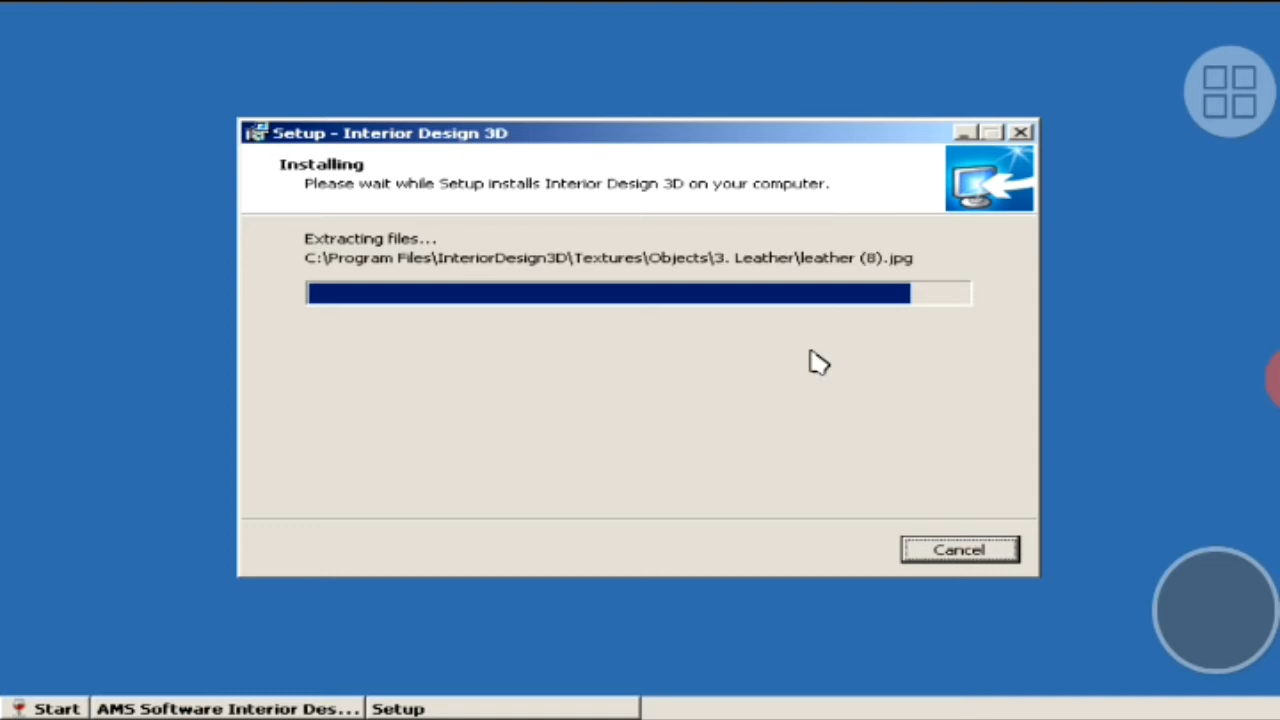 Setup - Interior Design 3D
Installing
Please wait while Setup installs Interior Design 3D on your computer.
Extracting files...
C:\Program Files\InteriorDesign3D\Textures\Objects\3. Leather\leather (8).jpg
Cancel
Start
AMS Software Interior Des...
Setup